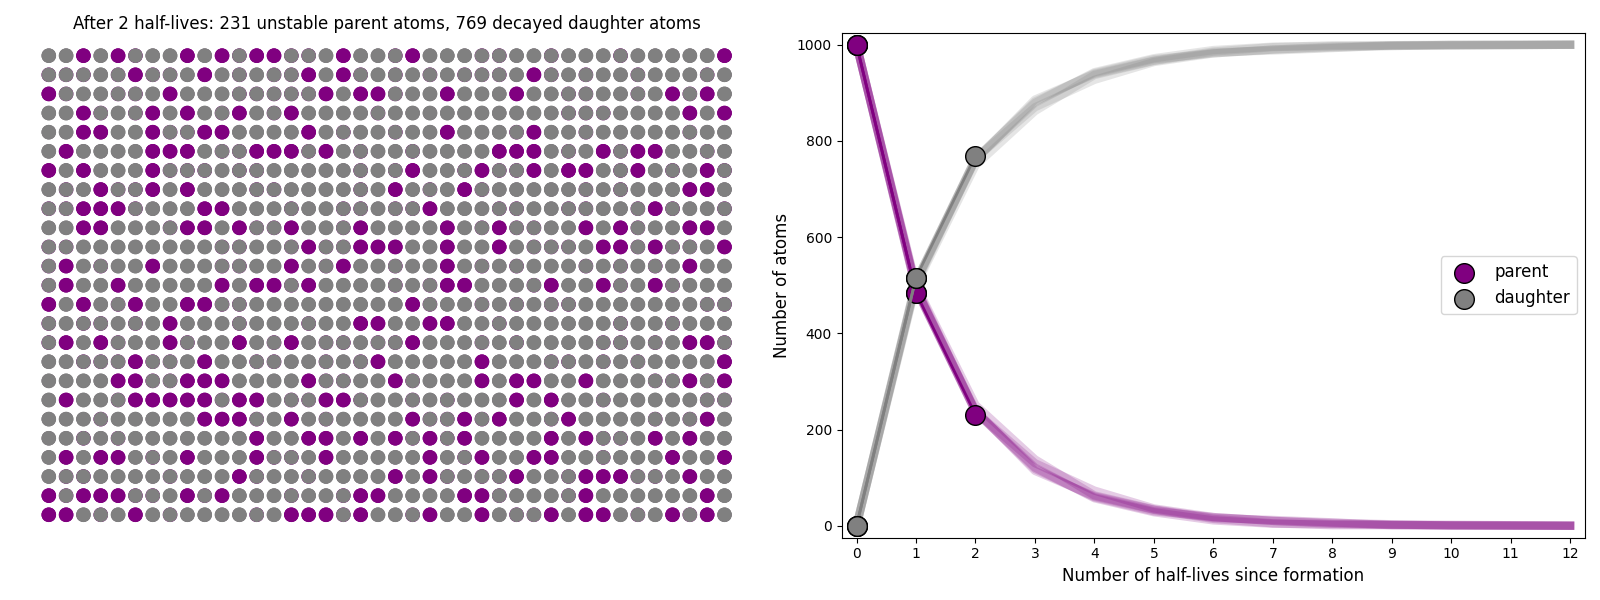 After 2 half-lives: 231 unstable parent atoms, 769 decayed daughter atoms
1000
800
600
400
200
0
Number of atoms
parent
daughter
0 1 2 3 4 5 6 7 8 9 10 11 12
Number of half-lives since formation